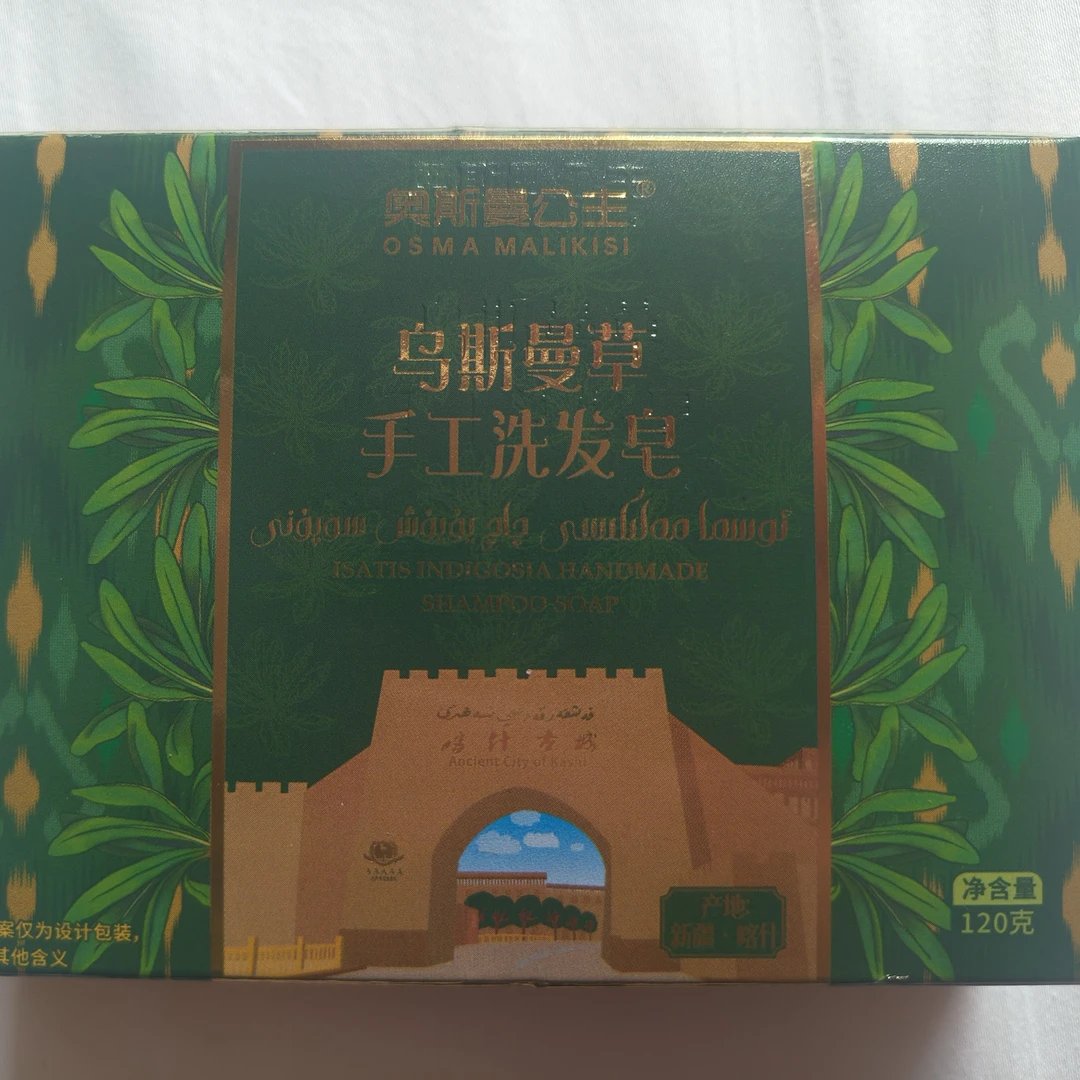 奥斯曼公主®
OSMA MALIKISI
乌斯曼草
手工洗发皂
ئوسما مەلىكىسى چاچ يۇيۇش سوپۇنى
ISATIS INDIGOSIA HANDMADE
SHAMPOO SOAP
喀什古城
Ancient City of Kashi
产地:
新疆·喀什
净含量
120克
案仅为设计包装,
其他含义